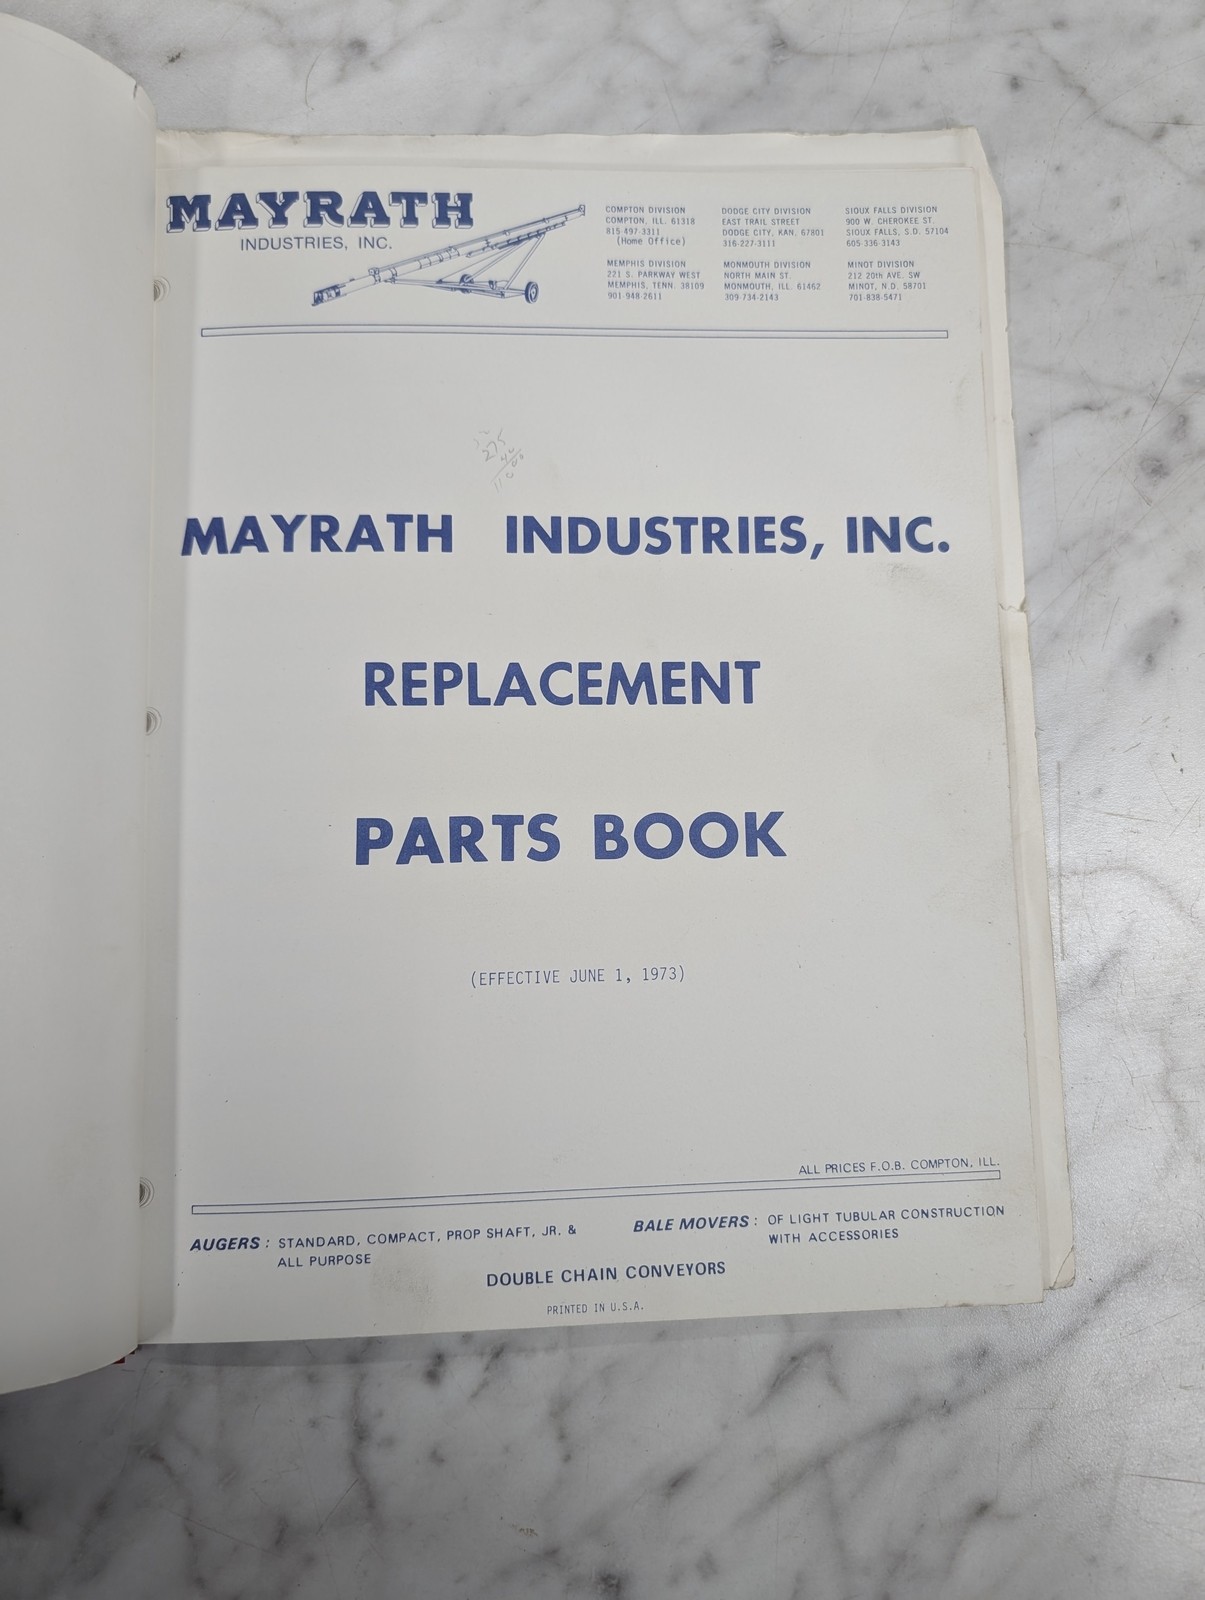 MAYRATH
INDUSTRIES, INC.
COMPTON DIVISION
COMPTON, ILL. 61318
815-497-3311
(Home Office)
DODGE CITY DIVISION
EAST TRAIL STREET
DODGE CITY, KAN. 67801
316-227-3111
SIOUX FALLS DIVISION
900 W. CHEROKEE ST.
SIOUX FALLS, S.D. 57104
605-336-3143
MEMPHIS DIVISION
221 S. PARKWAY WEST
MEMPHIS, TENN. 38109
901-948-2611
MONMOUTH DIVISION
NORTH MAIN ST.
MONMOUTH, ILL. 61462
309-734-2143
MINOT DIVISION
212 20th AVE. SW
MINOT, N.D. 58701
701-838-5471
275
MAYRATH INDUSTRIES, INC.
REPLACEMENT
PARTS BOOK
(EFFECTIVE JUNE 1, 1973)
ALL PRICES F.O.B. COMPTON, ILL.
AUGERS: STANDARD, COMPACT, PROP SHAFT, JR. &
ALL PURPOSE
BALE MOVERS: OF LIGHT TUBULAR CONSTRUCTION
WITH ACCESSORIES
DOUBLE CHAIN CONVEYORS
PRINTED IN U.S.A.